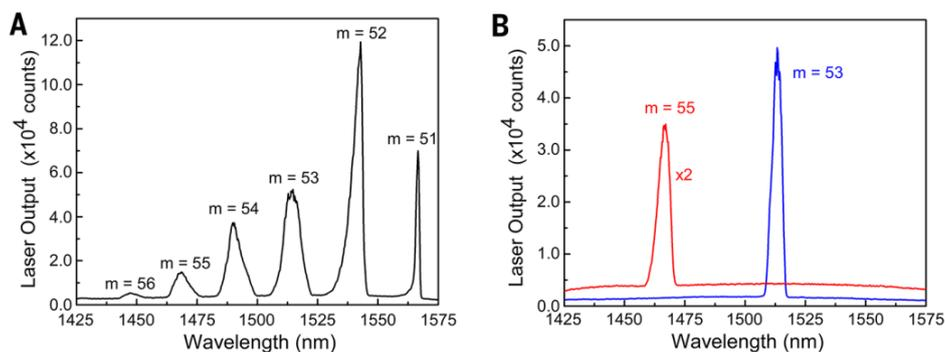 A
Laser Output (x10⁴ counts)
12.0
10.0
8.0
6.0
4.0
2.0
0.0
m = 56
m = 55
m = 54
m = 53
m = 52
m = 51
1425 1450 1475 1500 1525 1550 1575
Wavelength (nm)
B
Laser Output (x10⁴ counts)
5.0
4.0
3.0
2.0
1.0
0.0
m = 55
x2
m = 53
1425 1450 1475 1500 1525 1550 1575
Wavelength (nm)